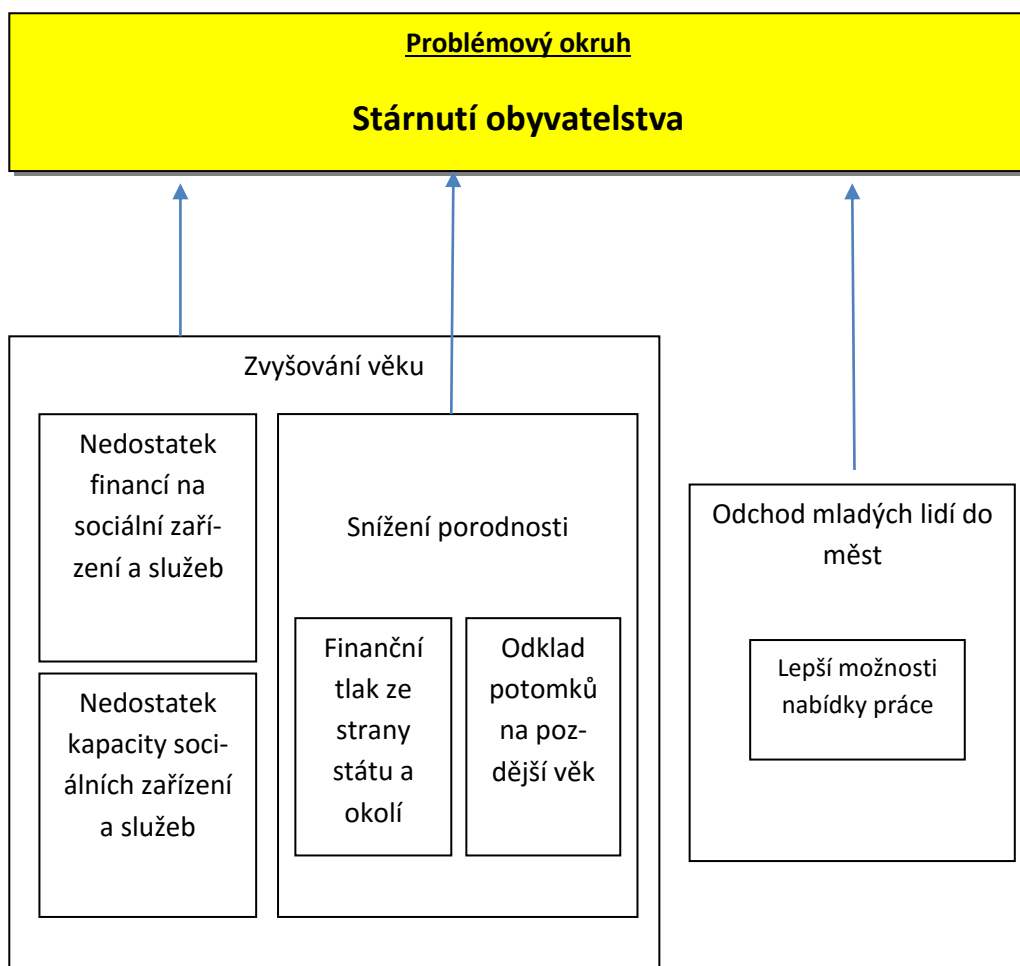 Problémový okruh
Stárnutí obyvatelstva
Zvyšování věku
Nedostatek
financí na
sociální zaří-
zení a služeb
Nedostatek
kapacity soci-
álních zařízení
a služeb
Snížení porodnosti
Finanční
tlak ze
strany
státu a
okolí
Odklad
potomků
na poz-
dější věk
Odchod mladých lidí do
měst
Lepší možnosti
nabídky práce